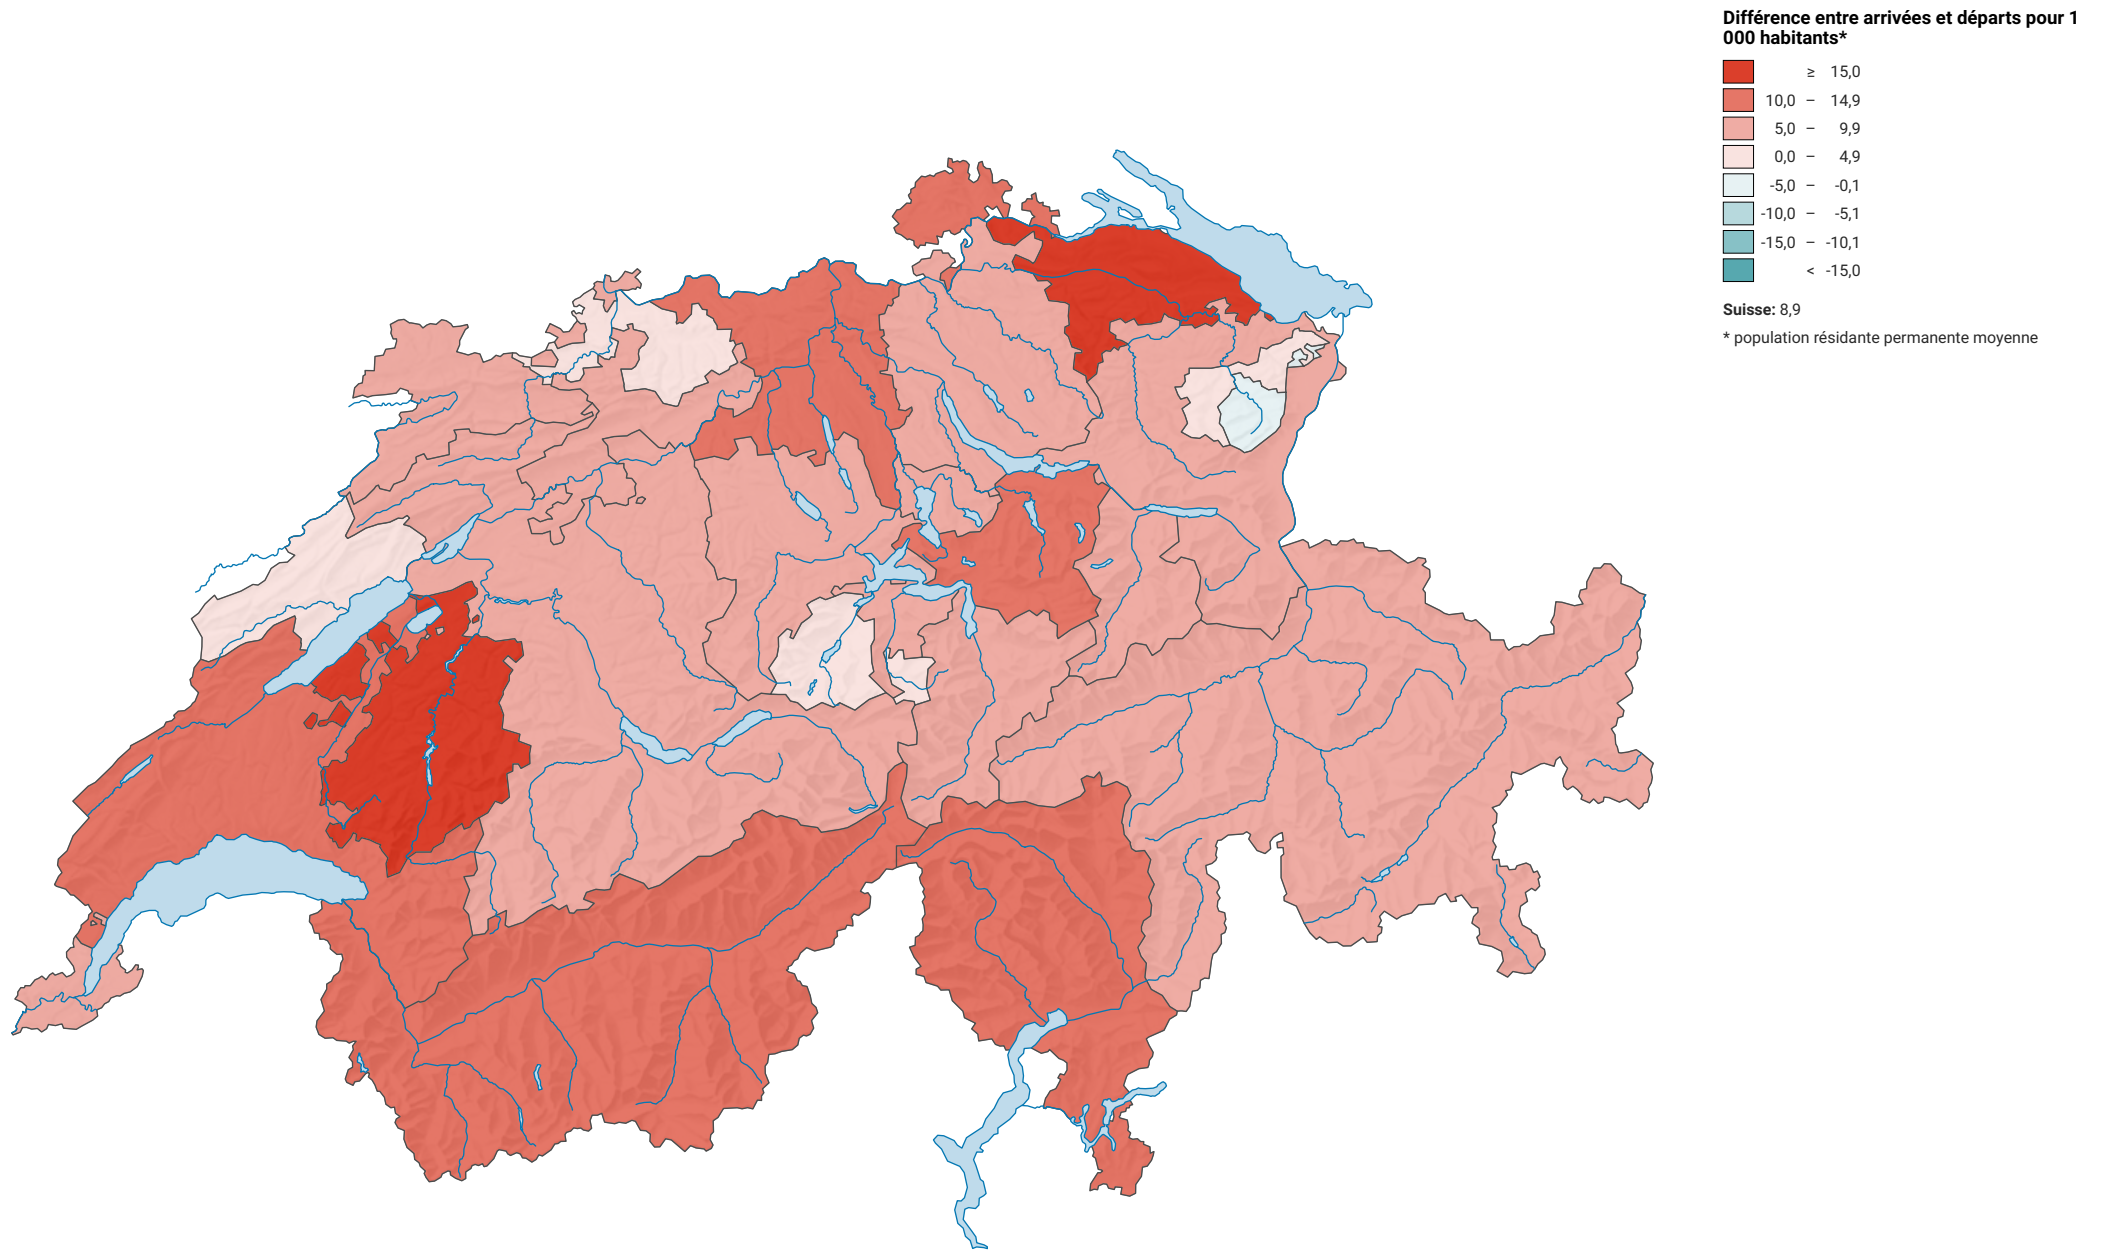 Différence entre arrivées et départs pour 1
000 habitants*
≥ 15,0
10,0 – 14,9
5,0 – 9,9
0,0 – 4,9
-5,0 – -0,1
-10,0 – -5,1
-15,0 – -10,1
< -15,0
Suisse: 8,9
* population résidante permanente moyenne